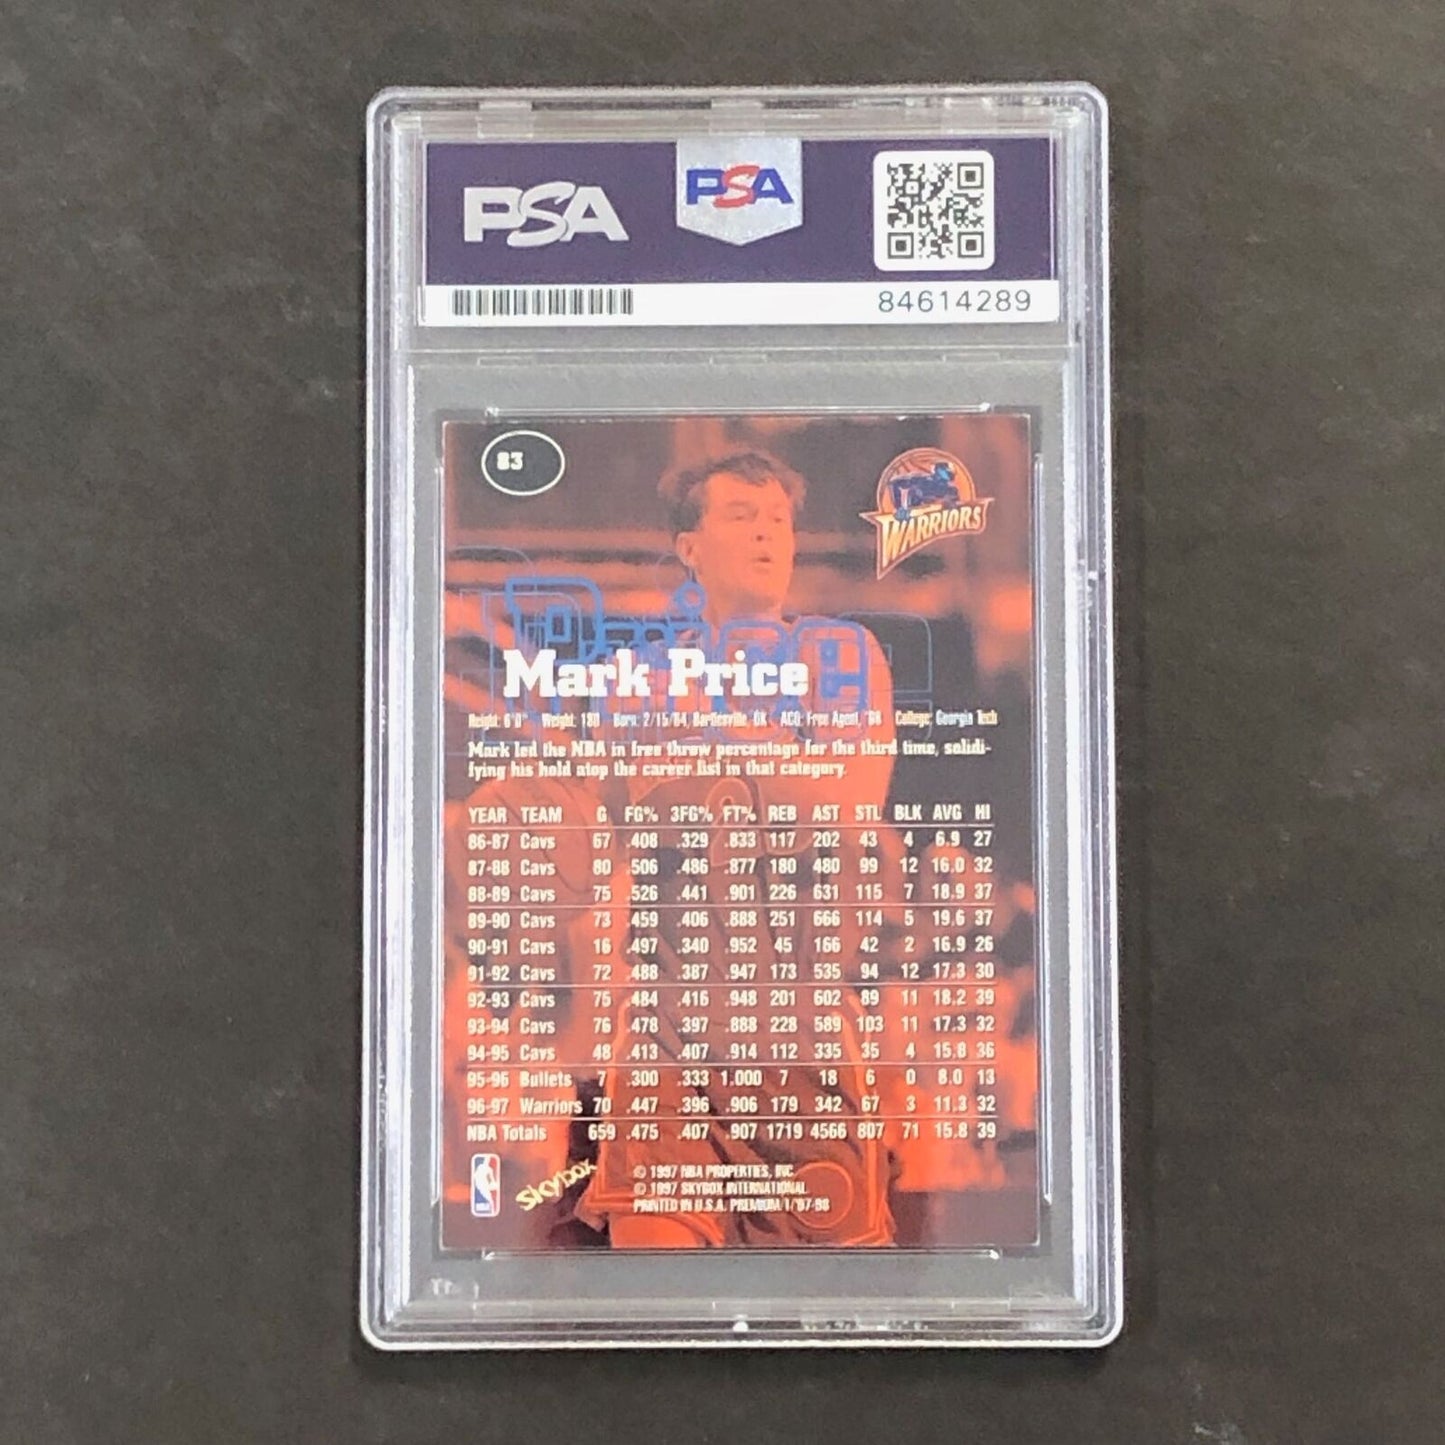 PSA PSA
84614289
83
WARRIORS
Price
Mark Price
Height: 6'0" Weight: 180 Born: 2/15/64, Bartlesville, OK ACQ: Free Agent, '96 College: Georgia Tech
Mark led the NBA in free throw percentage for the third time, solidi-
fying his hold atop the career list in that category.
YEAR TEAM G FG% 3FG% FT% REB AST STL BLK AVG HI
86-87 Cavs 67 .408 .329 .833 117 202 43 4 6.9 27
87-88 Cavs 80 .506 .486 .877 180 480 99 12 16.0 32
88-89 Cavs 75 .526 .441 .901 226 631 115 7 18.9 37
89-90 Cavs 73 .459 .406 .888 251 666 114 5 19.6 37
90-91 Cavs 16 .497 .340 .952 45 166 42 2 16.9 26
91-92 Cavs 72 .488 .387 .947 173 535 94 12 17.3 30
92-93 Cavs 75 .484 .416 .948 201 602 89 11 18.2 39
93-94 Cavs 76 .478 .397 .888 228 589 103 11 17.3 32
94-95 Cavs 48 .413 .407 .914 112 335 35 4 15.8 36
95-96 Bullets 7 .300 .333 1.000 7 18 6 0 8.0 13
96-97 Warriors 70 .447 .396 .906 179 342 67 3 11.3 32
NBA Totals 659 .475 .407 .907 1719 4566 807 71 15.8 39
Skybox
© 1997 NBA PROPERTIES, INC.
© 1997 SKYBOX INTERNATIONAL
PRINTED IN U.S.A. PREMIUM/1/'97-98